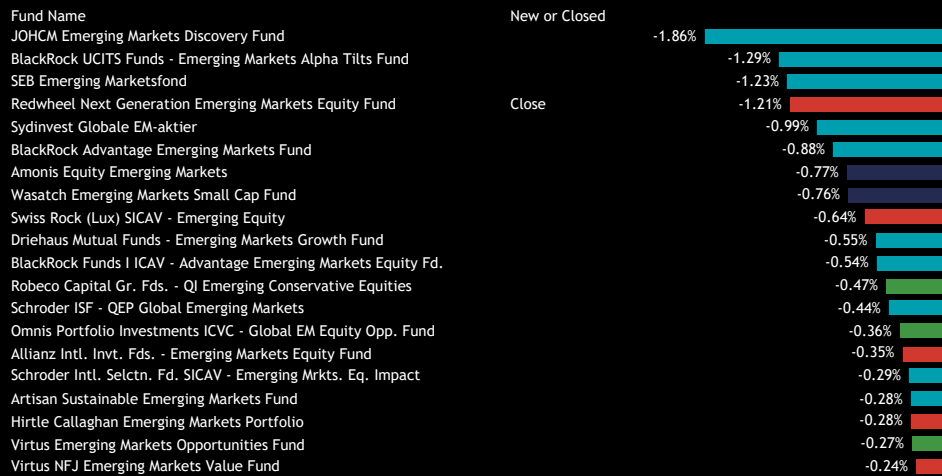 Fund Name New or Closed
JOHCM Emerging Markets Discovery Fund -1.86%
BlackRock UCITS Funds - Emerging Markets Alpha Tilts Fund -1.29%
SEB Emerging Marketsfond -1.23%
Redwheel Next Generation Emerging Markets Equity Fund Close -1.21%
Sydinvest Globale EM-aktier -0.99%
BlackRock Advantage Emerging Markets Fund -0.88%
Amonis Equity Emerging Markets -0.77%
Wasatch Emerging Markets Small Cap Fund -0.76%
Swiss Rock (Lux) SICAV - Emerging Equity -0.64%
Driehaus Mutual Funds - Emerging Markets Growth Fund -0.55%
BlackRock Funds I ICAV - Advantage Emerging Markets Equity Fd. -0.54%
Robeco Capital Gr. Fds. - QI Emerging Conservative Equities -0.47%
Schroder ISF - QEP Global Emerging Markets -0.44%
Omnis Portfolio Investments ICVC - Global EM Equity Opp. Fund -0.36%
Allianz Intl. Invt. Fds. - Emerging Markets Equity Fund -0.35%
Schroder Intl. Selctn. Fd. SICAV - Emerging Mrkts. Eq. Impact -0.29%
Artisan Sustainable Emerging Markets Fund -0.28%
Hirtle Callaghan Emerging Markets Portfolio -0.28%
Virtus Emerging Markets Opportunities Fund -0.27%
Virtus NFJ Emerging Markets Value Fund -0.24%